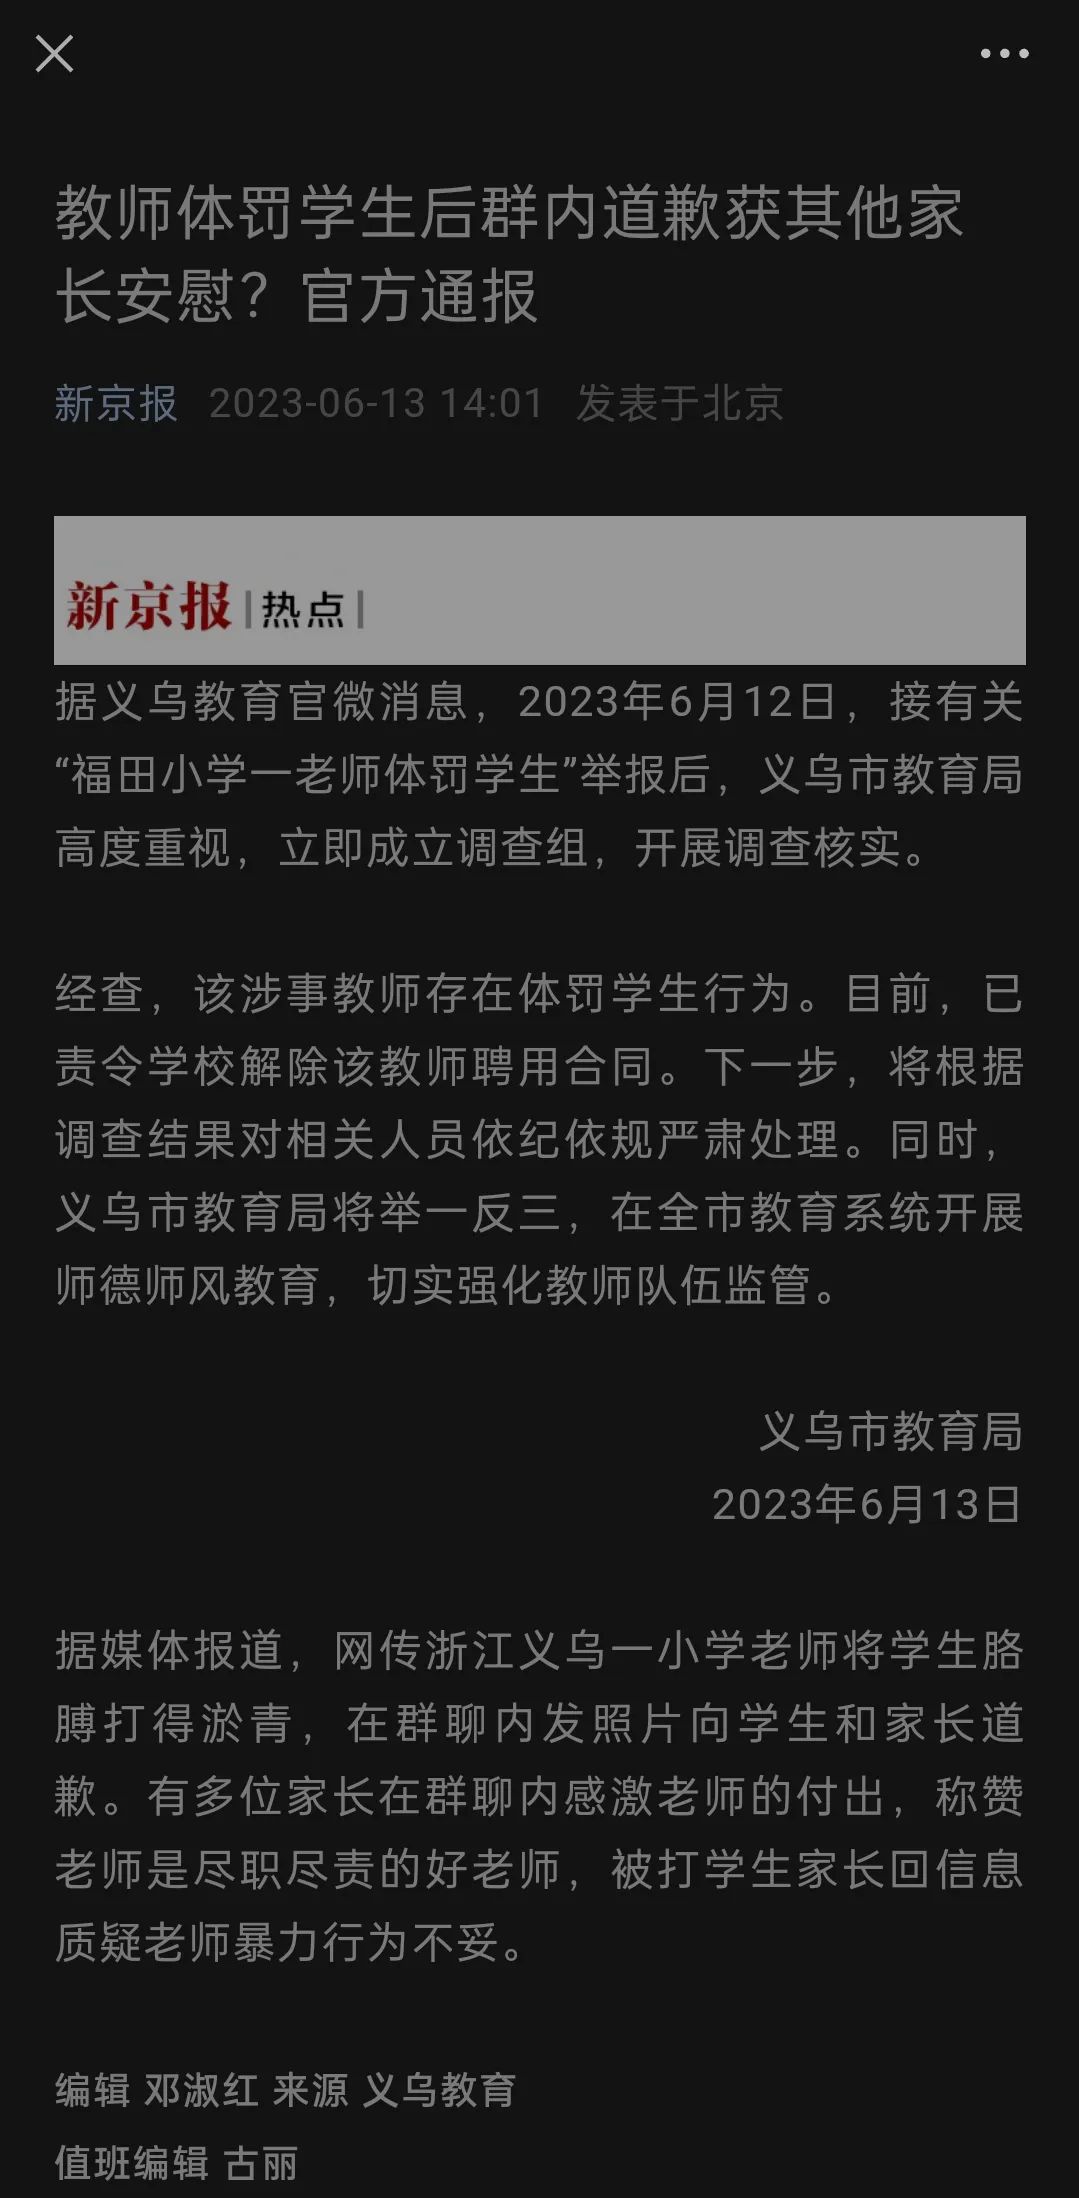 教师体罚学生后群内道歉获其他家
长安慰？官方通报
新京报 2023-06-13 14:01 发表于北京
新京报|热点|
据义乌教育官微消息，2023年6月12日，接有关
“福田小学一老师体罚学生”举报后，义乌市教育局
高度重视，立即成立调查组，开展调查核实。
经查，该涉事教师存在体罚学生行为。目前，已
责令学校解除该教师聘用合同。下一步，将根据
调查结果对相关人员依纪依规严肃处理。同时，
义乌市教育局将举一反三，在全市教育系统开展
师德师风教育，切实强化教师队伍监管。
义乌市教育局
2023年6月13日
据媒体报道，网传浙江义乌一小学老师将学生胳
膊打得淤青，在群聊内发照片向学生和家长道
歉。有多位家长在群聊内感激老师的付出，称赞
老师是尽职尽责的好老师，被打学生家长回信息
质疑老师暴力行为不妥。
编辑 邓淑红 来源 义乌教育
值班编辑 古丽